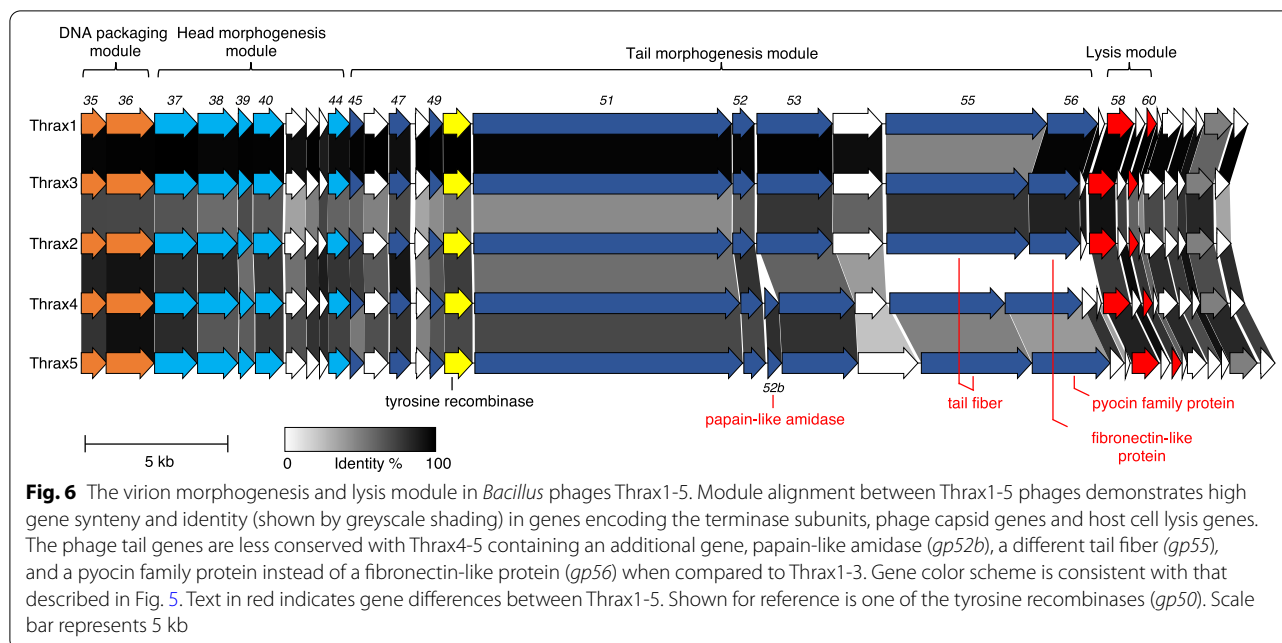 DNA packaging module
Head morphogenesis module
Tail morphogenesis module
Lysis module
35 36 37 38 39 40 44 45 47 49 51 52 53 55 56 58 60
Thrax1
Thrax3
Thrax2
Thrax4
Thrax5
52b
tyrosine recombinase
papain-like amidase
tail fiber
pyocin family protein
fibronectin-like protein
5 kb
0 Identity % 100
Fig. 6 The virion morphogenesis and lysis module in Bacillus phages Thrax1-5. Module alignment between Thrax1-5 phages demonstrates high
gene synteny and identity (shown by greyscale shading) in genes encoding the terminase subunits, phage capsid genes and host cell lysis genes.
The phage tail genes are less conserved with Thrax4-5 containing an additional gene, papain-like amidase (gp52b), a different tail fiber (gp55),
and a pyocin family protein instead of a fibronectin-like protein (gp56) when compared to Thrax1-3. Gene color scheme is consistent with that
described in Fig. 5. Text in red indicates gene differences between Thrax1-5. Shown for reference is one of the tyrosine recombinases (gp50). Scale
bar represents 5 kb